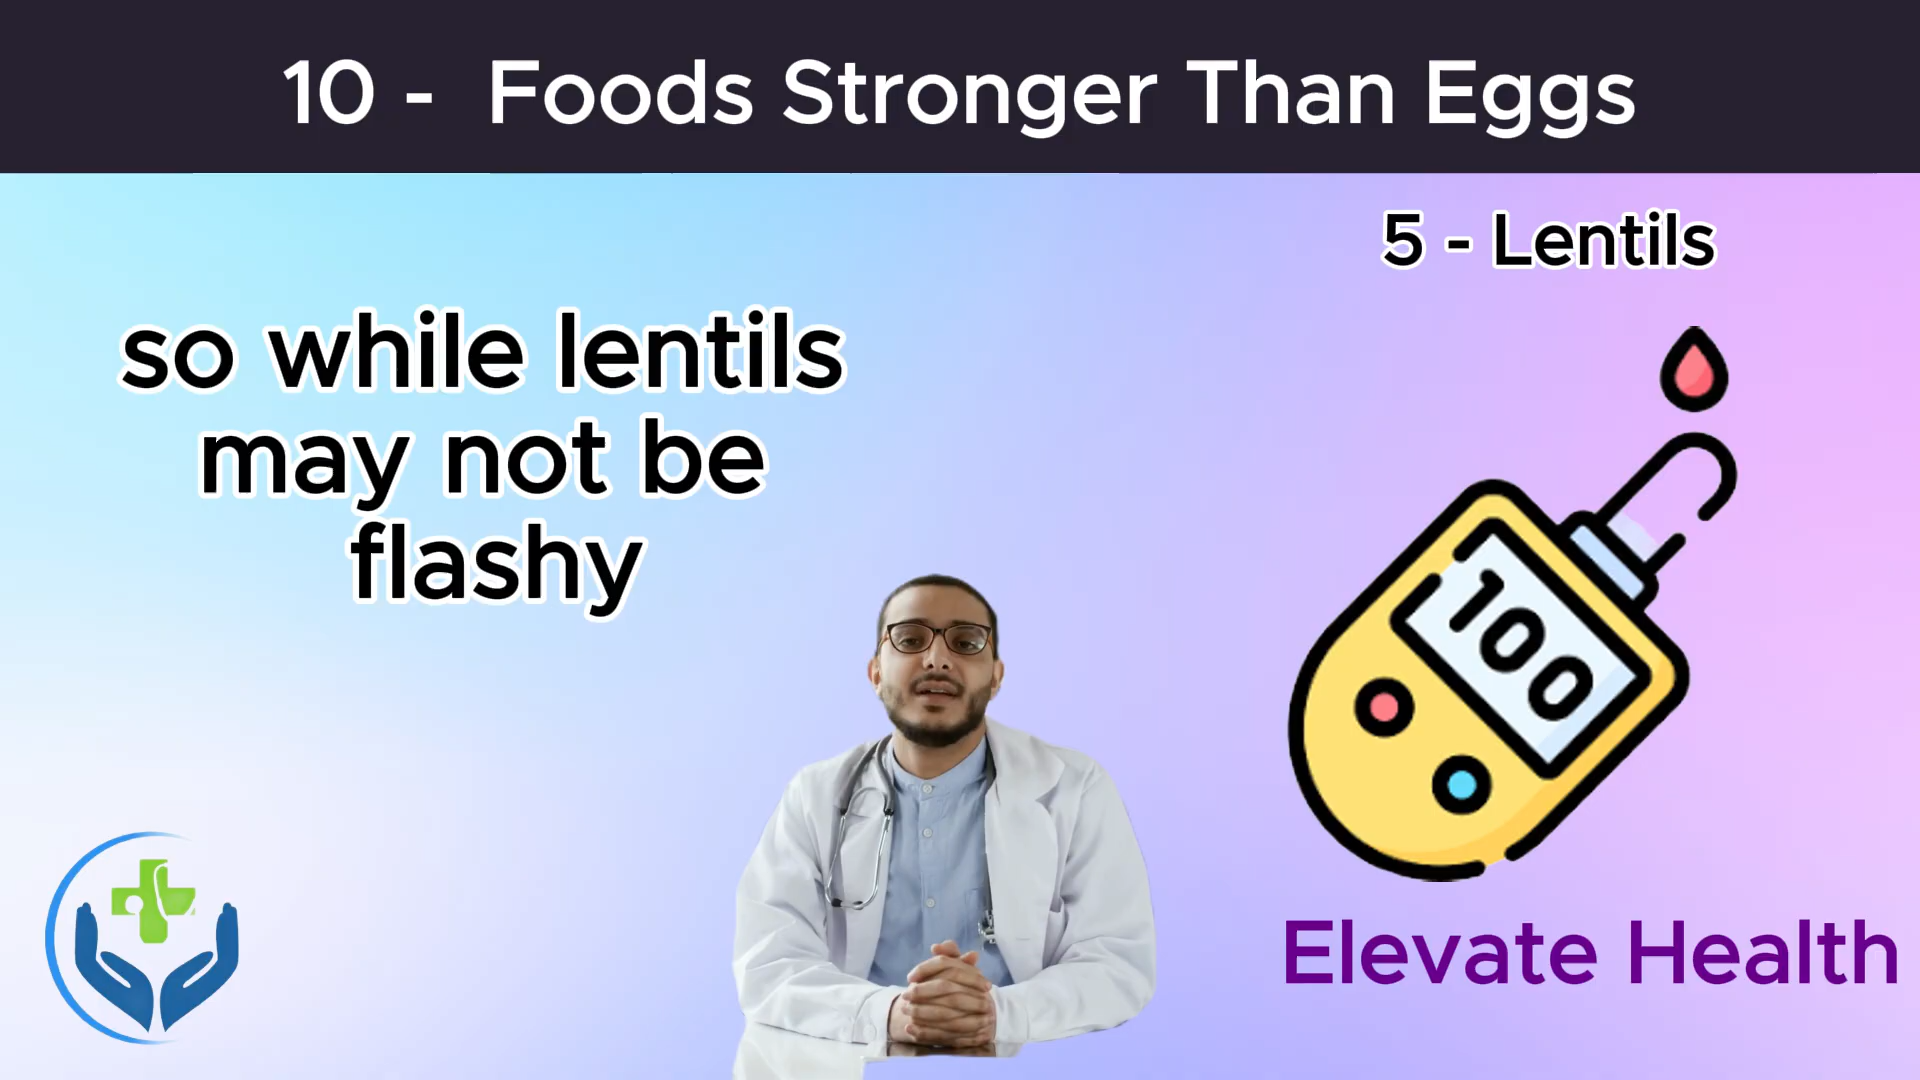 10 - Foods Stronger Than Eggs
5 - Lentils
so while lentils
may not be
flashy
100
Elevate Health